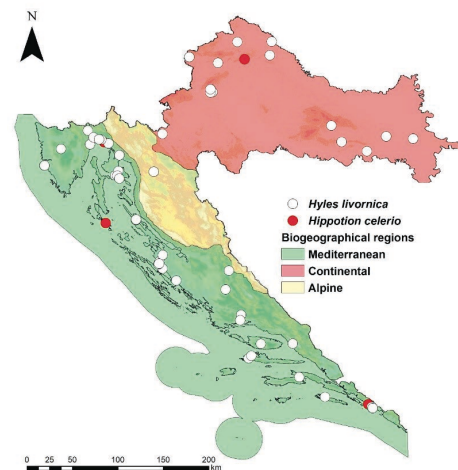 N
Hyles livornica
Hippotion celerio
Biogeographical regions
Mediterranean
Continental
Alpine
0 25 50 100 150 200
km